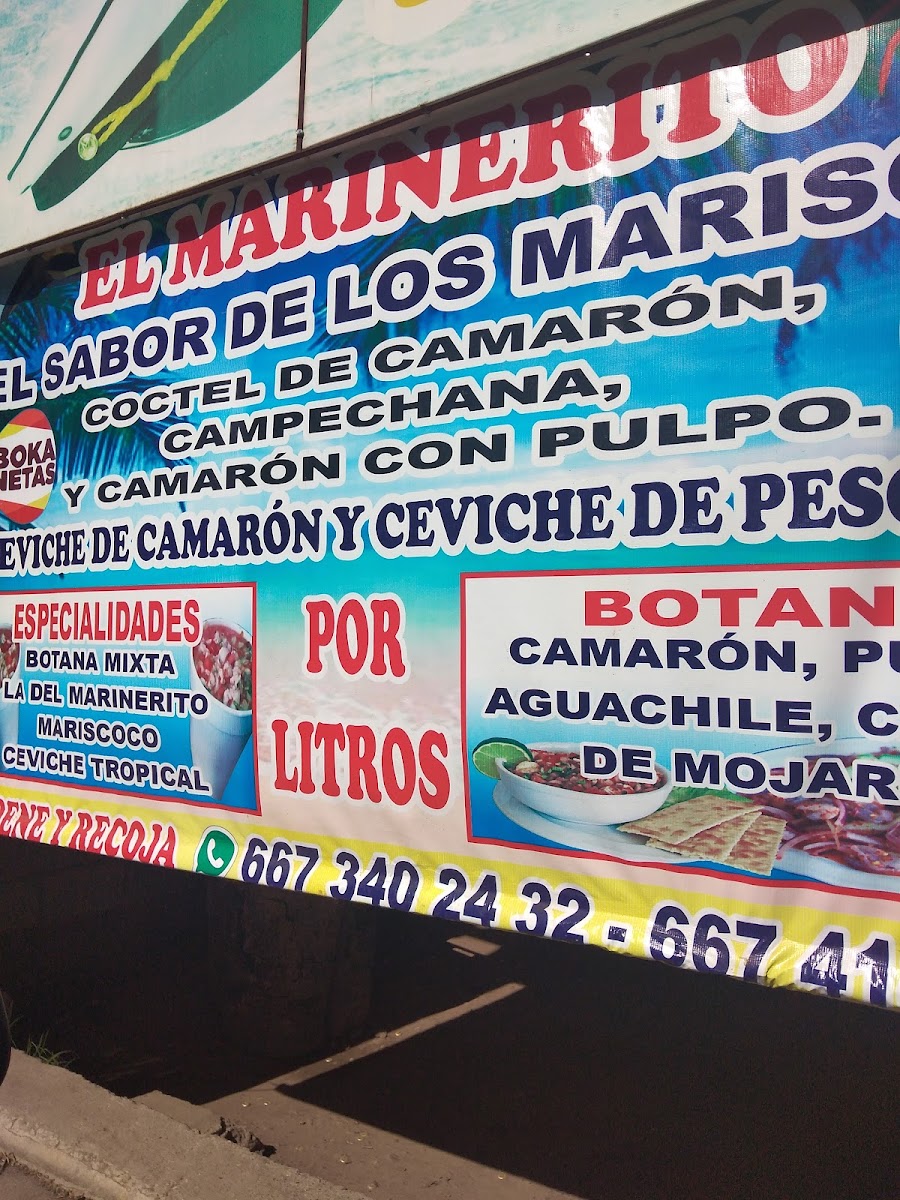 EL MARINERITO
EL SABOR DE LOS MARISC
COCTEL DE CAMARÓN,
CAMPECHANA,
Y CAMARÓN CON PULPO.
BOKA
NETAS
EVICHE DE CAMARÓN Y CEVICHE DE PESC
ESPECIALIDADES
BOTANA MIXTA
LA DEL MARINERITO
MARISCOCO
CEVICHE TROPICAL
POR
LITROS
BOTAN
CAMARÓN, PU
AGUACHILE, C
DE MOJAR
DENE Y RECOJA
667 340 24 32 - 667 41